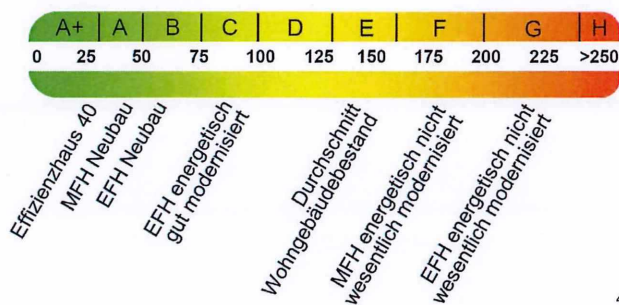 A+ A B C D E F G H
0 25 50 75 100 125 150 175 200 225 >250
Effizienzhaus 40
MFH Neubau
EFH Neubau
EFH energetisch
gut modernisiert
Durchschnitt
Wohngebäudebestand
MFH energetisch nicht
wesentlich modernisiert
EFH energetisch nicht
wesentlich modernisiert